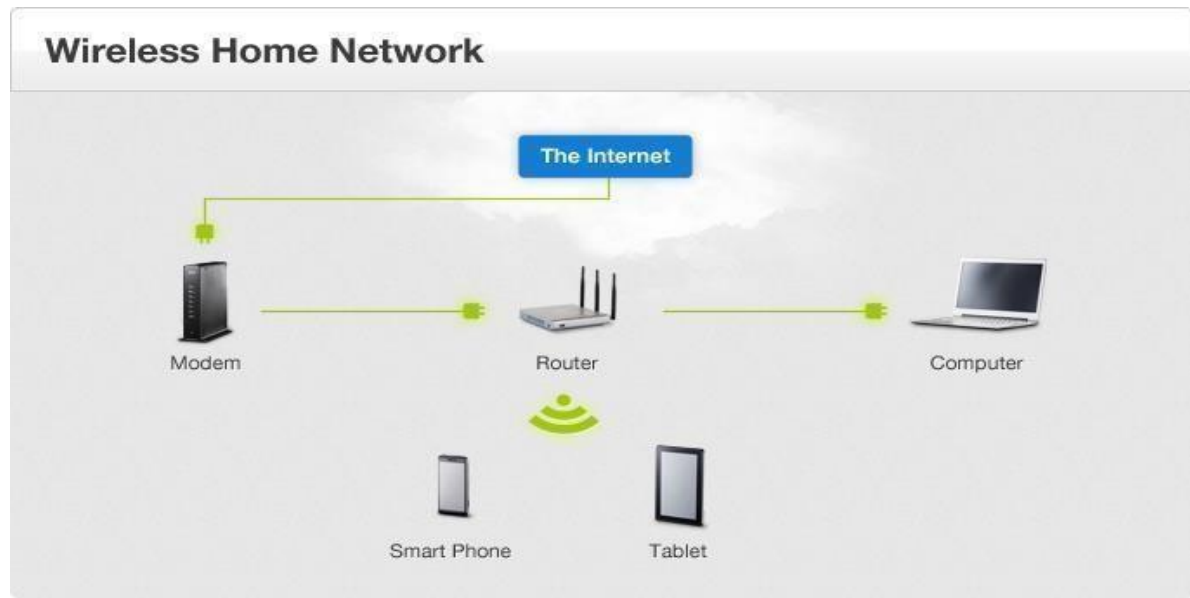 Wireless Home Network
The Internet
Modem
Router
Computer
Smart Phone
Tablet